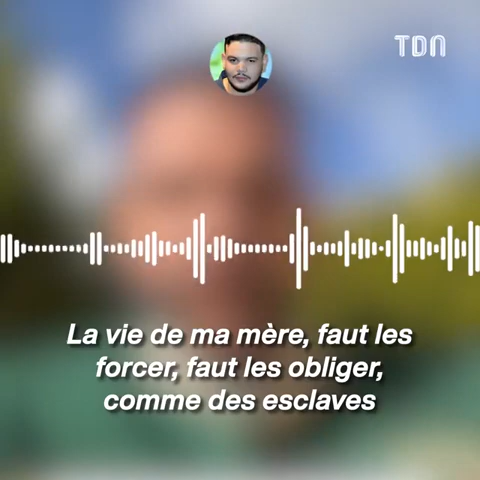 TDN
La vie de ma mère, faut les
forcer, faut les obliger,
comme des esclaves